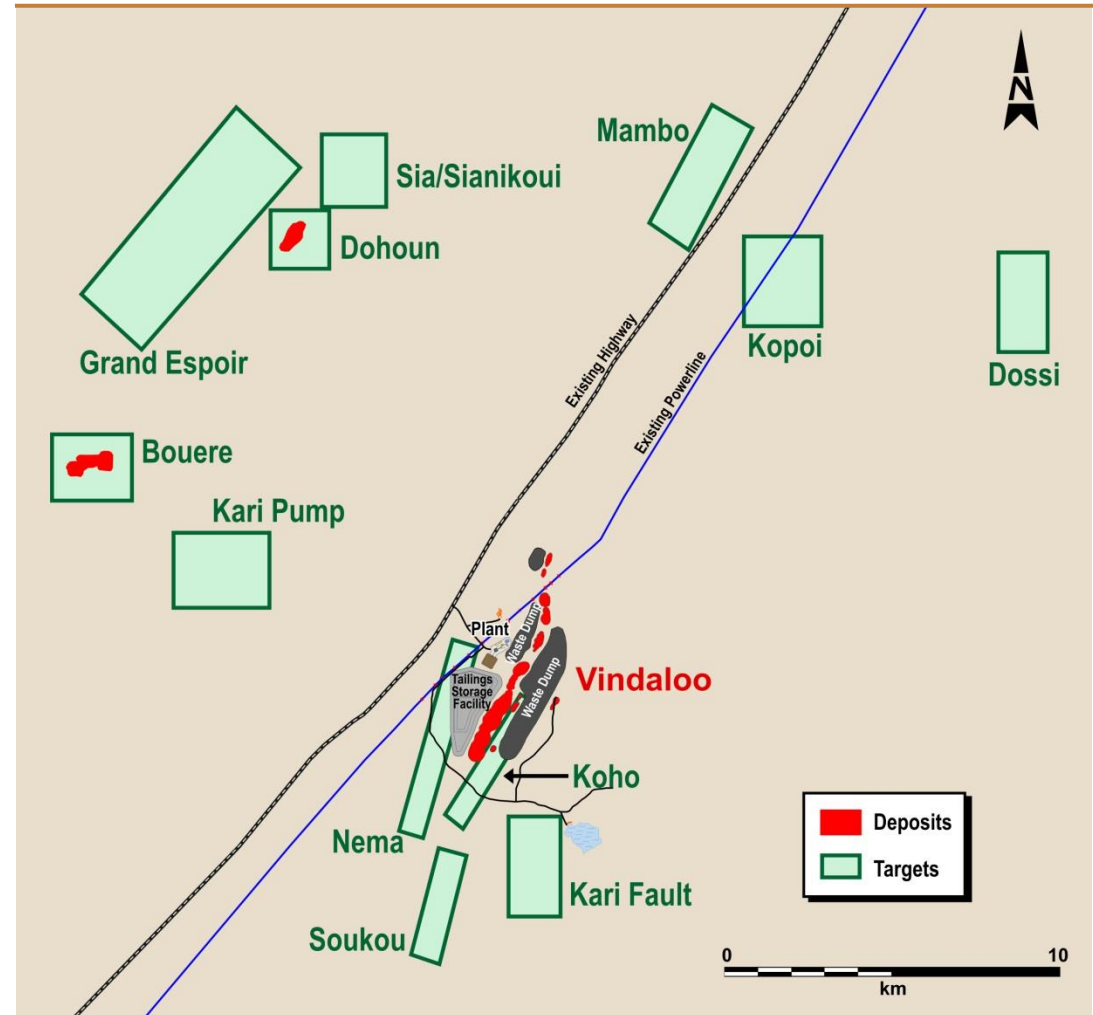 N
Mambo
Sia/Sianikoui
Dohoun
Grand Espoir
Kopoi
Dossi
Existing Highway
Existing Powerline
Bouere
Kari Pump
Plant
Waste Dump
Tailings
Storage
Facility
Waste Dump
Vindaloo
Koho
Nema
Kari Fault
Soukou
Deposits
Targets
0
10
km